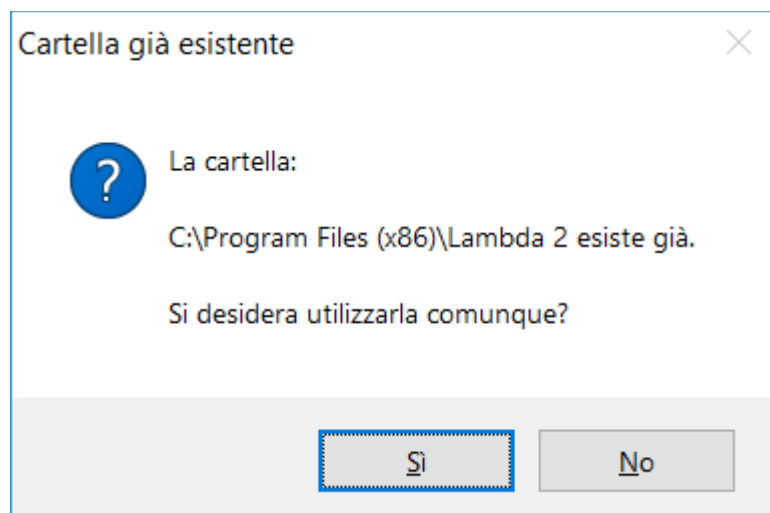 Cartella già esistente
La cartella:
C:\Program Files (x86)\Lambda 2 esiste già.
Si desidera utilizzarla comunque?
Sì
No